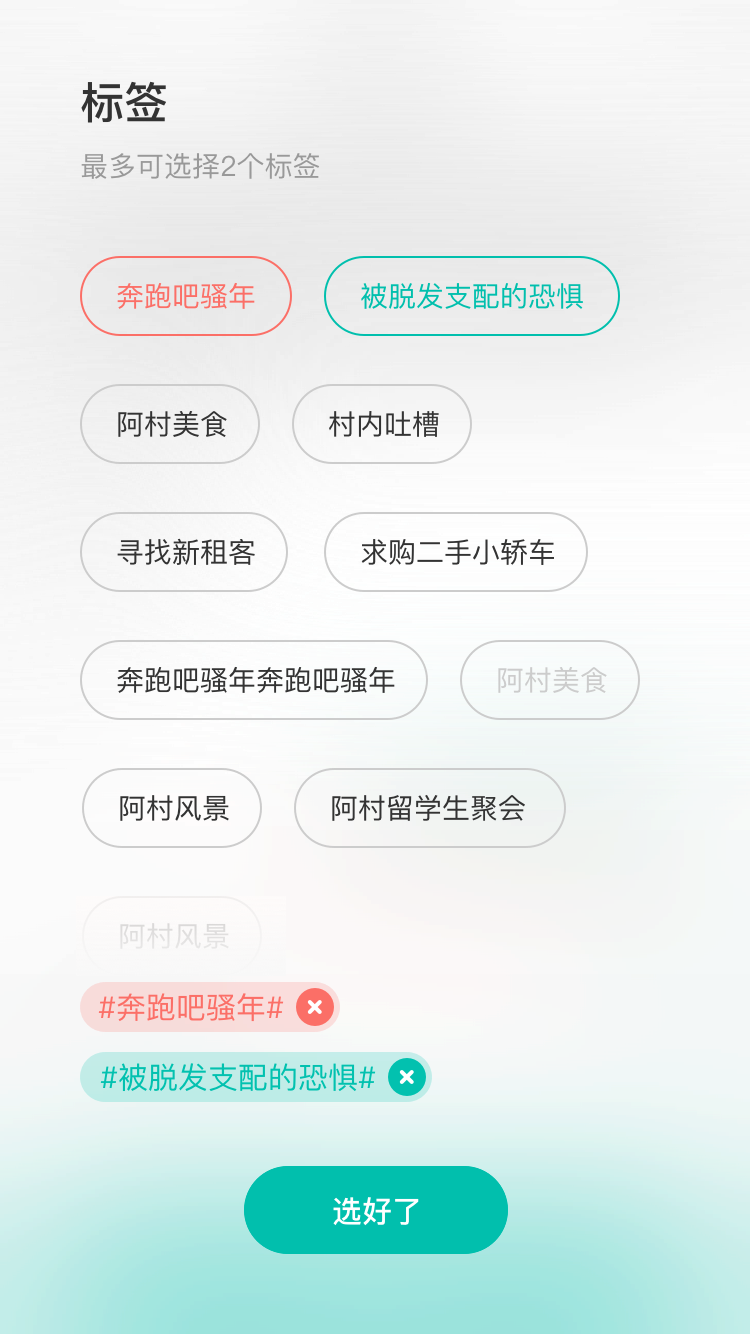 标签
最多可选择2个标签
奔跑吧骚年 被脱发支配的恐惧
阿村美食 村内吐槽
寻找新租客 求购二手小轿车
奔跑吧骚年奔跑吧骚年 阿村美食
阿村风景 阿村留学生聚会
阿村风景
#奔跑吧骚年#
#被脱发支配的恐惧#
选好了